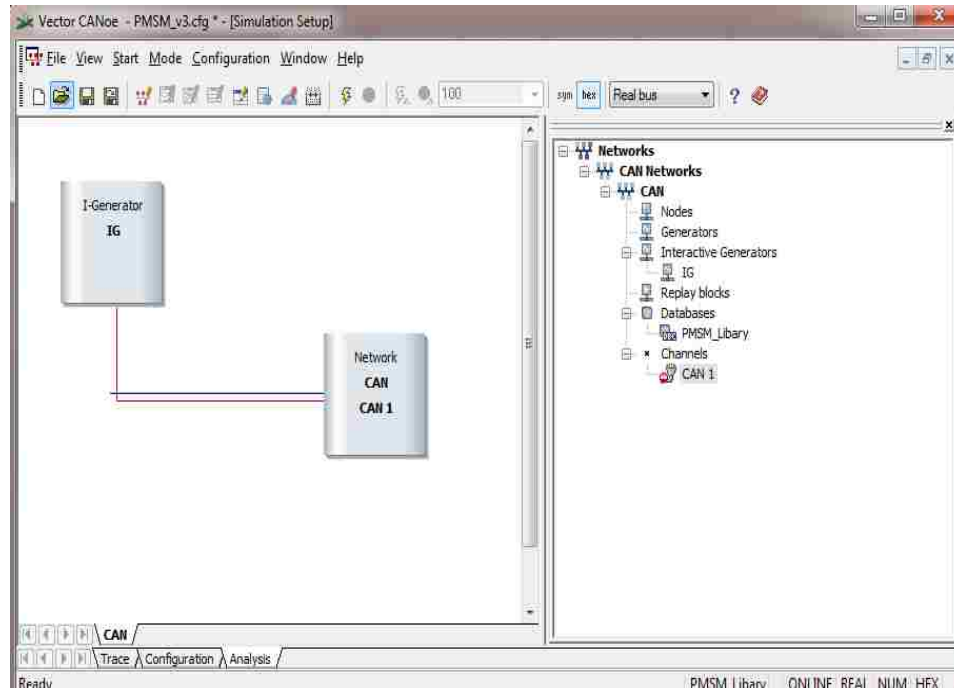 Vector CANoe - PMSM_v3.cfg * - [Simulation Setup]
File View Start Mode Configuration Window Help
100 sym hex Real bus
I-Generator
IG
Network
CAN
CAN 1
Networks
CAN Networks
CAN
Nodes
Generators
Interactive Generators
IG
Replay blocks
Databases
PMSM_Libary
Channels
CAN 1
CAN
Trace Configuration Analysis
Ready PMSM_Libary ONLINE REAL NUM HEX